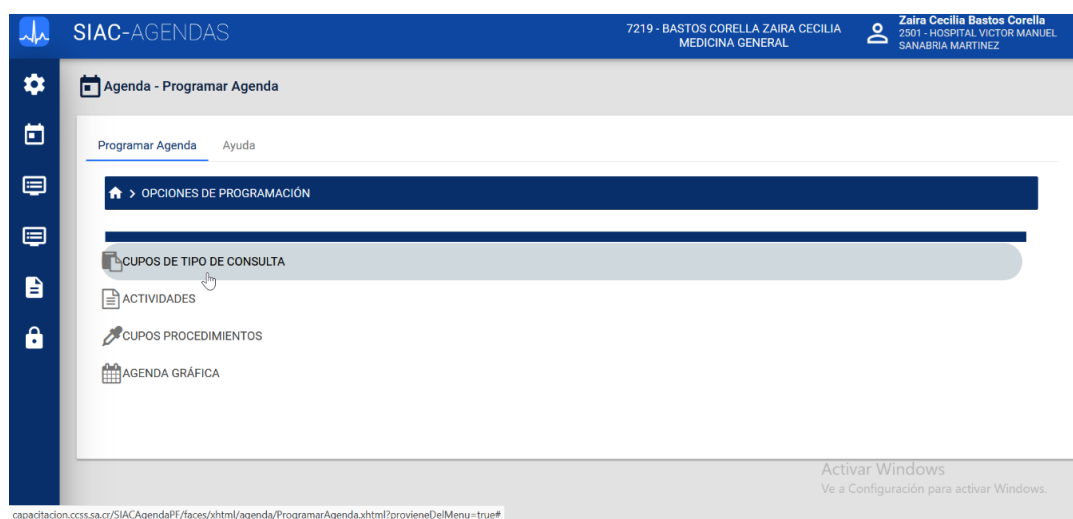 SIAC-AGENDAS
7219 - BASTOS CORELLA ZAIRA CECILIA
MEDICINA GENERAL
Zaira Cecilia Bastos Corella
2501 - HOSPITAL VICTOR MANUEL
SANABRIA MARTINEZ
Agenda - Programar Agenda
Programar Agenda
Ayuda
> OPCIONES DE PROGRAMACIÓN
CUPOS DE TIPO DE CONSULTA
ACTIVIDADES
CUPOS PROCEDIMIENTOS
AGENDA GRÁFICA
Activar Windows
Ve a Configuración para activar Windows.
capacitacion.ccss.sa.cr/SIACAgendaPF/faces/xhtml/agenda/ProgramarAgenda.xhtml?provieneDelMenu=true#